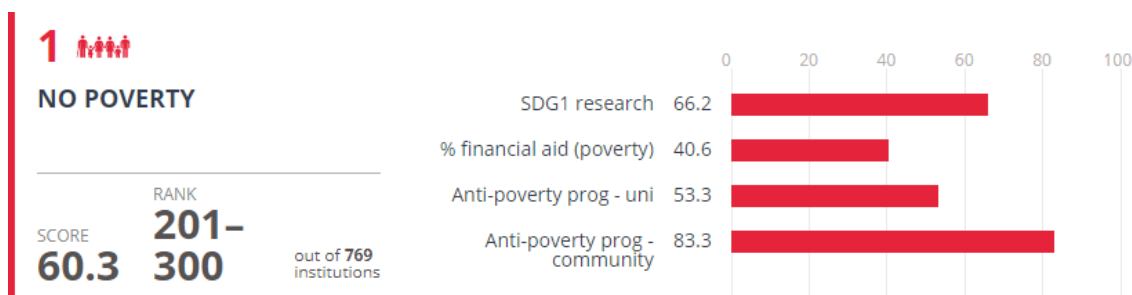 1
NO POVERTY
SCORE
60.3
RANK
201–
300
out of 769
institutions
0 20 40 60 80 100
SDG1 research 66.2
% financial aid (poverty) 40.6
Anti-poverty prog - uni 53.3
Anti-poverty prog - 83.3
community